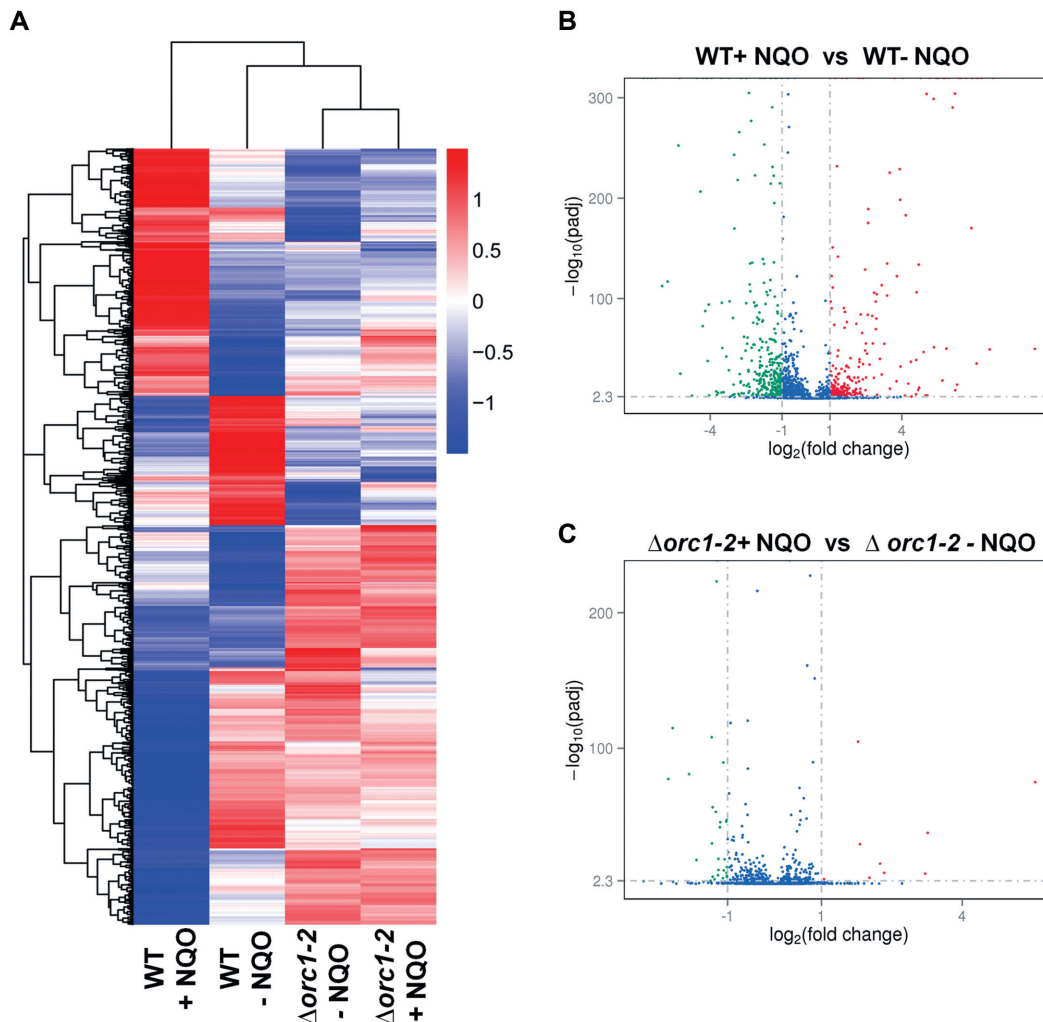 A
1
0.5
0
−0.5
−1
WT
+ NQO
WT
- NQO
Δorc1-2
- NQO
Δorc1-2
+ NQO
B
WT+ NQO vs WT- NQO
300
200
100
2.3
−log10(padj)
-4
-1
1
4
log2(fold change)
C
Δorc1-2+ NQO vs Δ orc1-2 - NQO
200
100
2.3
−log10(padj)
-1
1
4
log2(fold change)